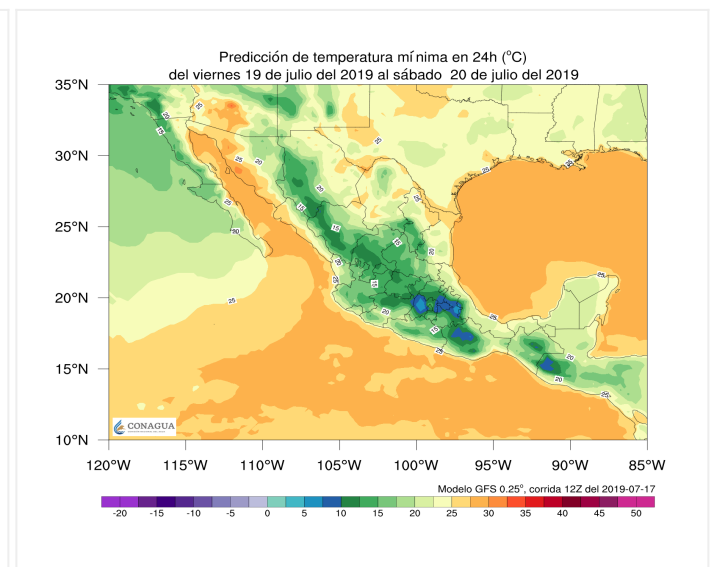 Predicción de temperatura mínima en 24h (°C)
del viernes 19 de julio del 2019 al sábado 20 de julio del 2019
35°N
30°N
25°N
20°N
15°N
10°N
120°W 115°W 110°W 105°W 100°W 95°W 90°W 85°W
CONAGUA
Modelo GFS 0.25°, corrida 12Z del 2019-07-17
-20 -15 -10 -5 0 5 10 15 20 25 30 35 40 45 50